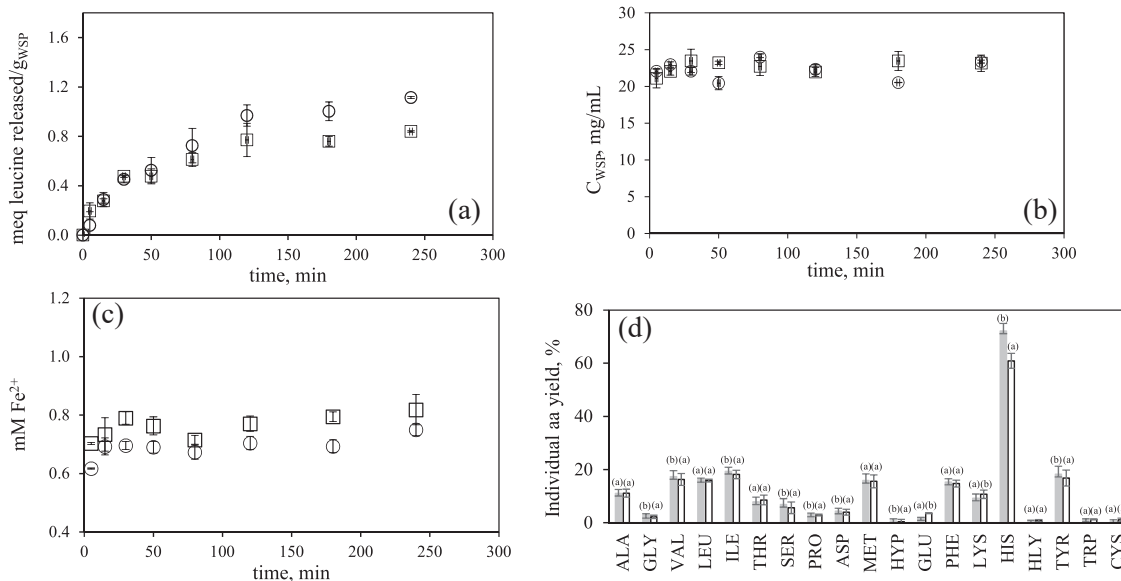 1.6
1.2
0.8
0.4
0.0
0 50 100 150 200 250 300
meq leucine released/gWSP
time, min
(a)
30
25
20
15
10
5
0
0 50 100 150 200 250 300
CWSP, mg/mL
time, min
(b)
1.2
1.0
0.8
0.6
0.4
0 50 100 150 200 250 300
mM Fe2+
time, min
(c)
80
60
40
20
0
Individual aa yield, %
(d)
(a)(a) (b)(a) (b)(a) (a)(a) (b)(a) (a)(a) (b)(a) (b)(a) (b)(a) (a)(a) (b)(a) (a)(b) (a)(a) (a)(b) (b) (a) (a)(a) (b)(a) (a)(a) (a)(a)
ALA GLY VAL LEU ILE THR SER PRO ASP MET HYP GLU PHE LYS HIS HLY TYR TRP CYS